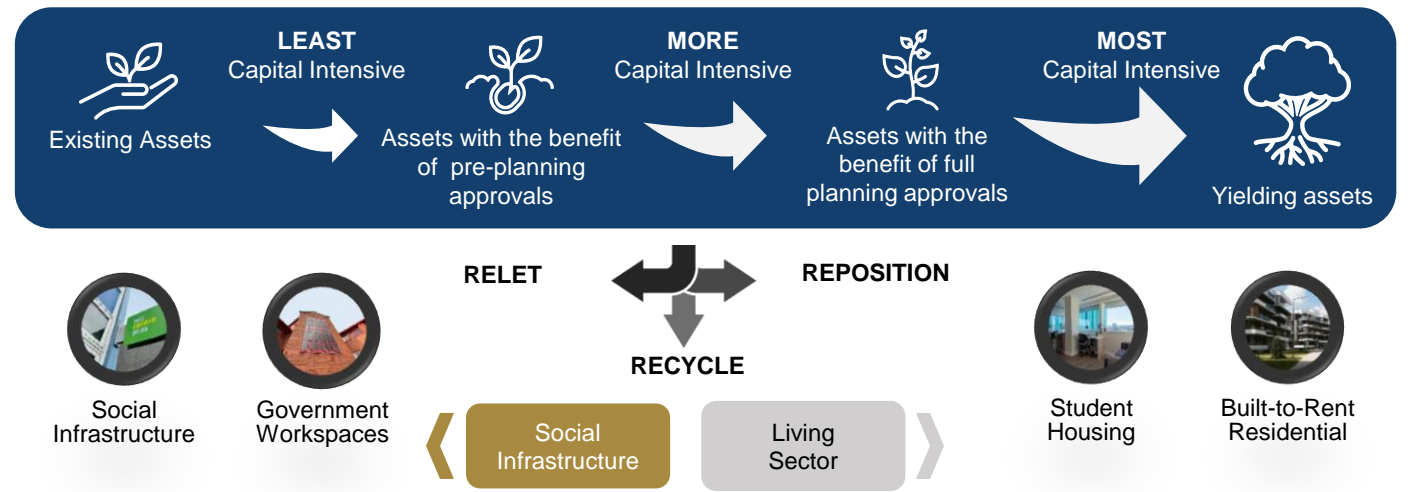 Existing Assets
LEAST
Capital Intensive
Assets with the benefit
of pre-planning
approvals
MORE
Capital Intensive
Assets with the
benefit of full
planning approvals
MOST
Capital Intensive
Yielding assets
RELET
REPOSITION
RECYCLE
Social
Infrastructure
Government
Workspaces
Social
Infrastructure
Living
Sector
Student
Housing
Built-to-Rent
Residential